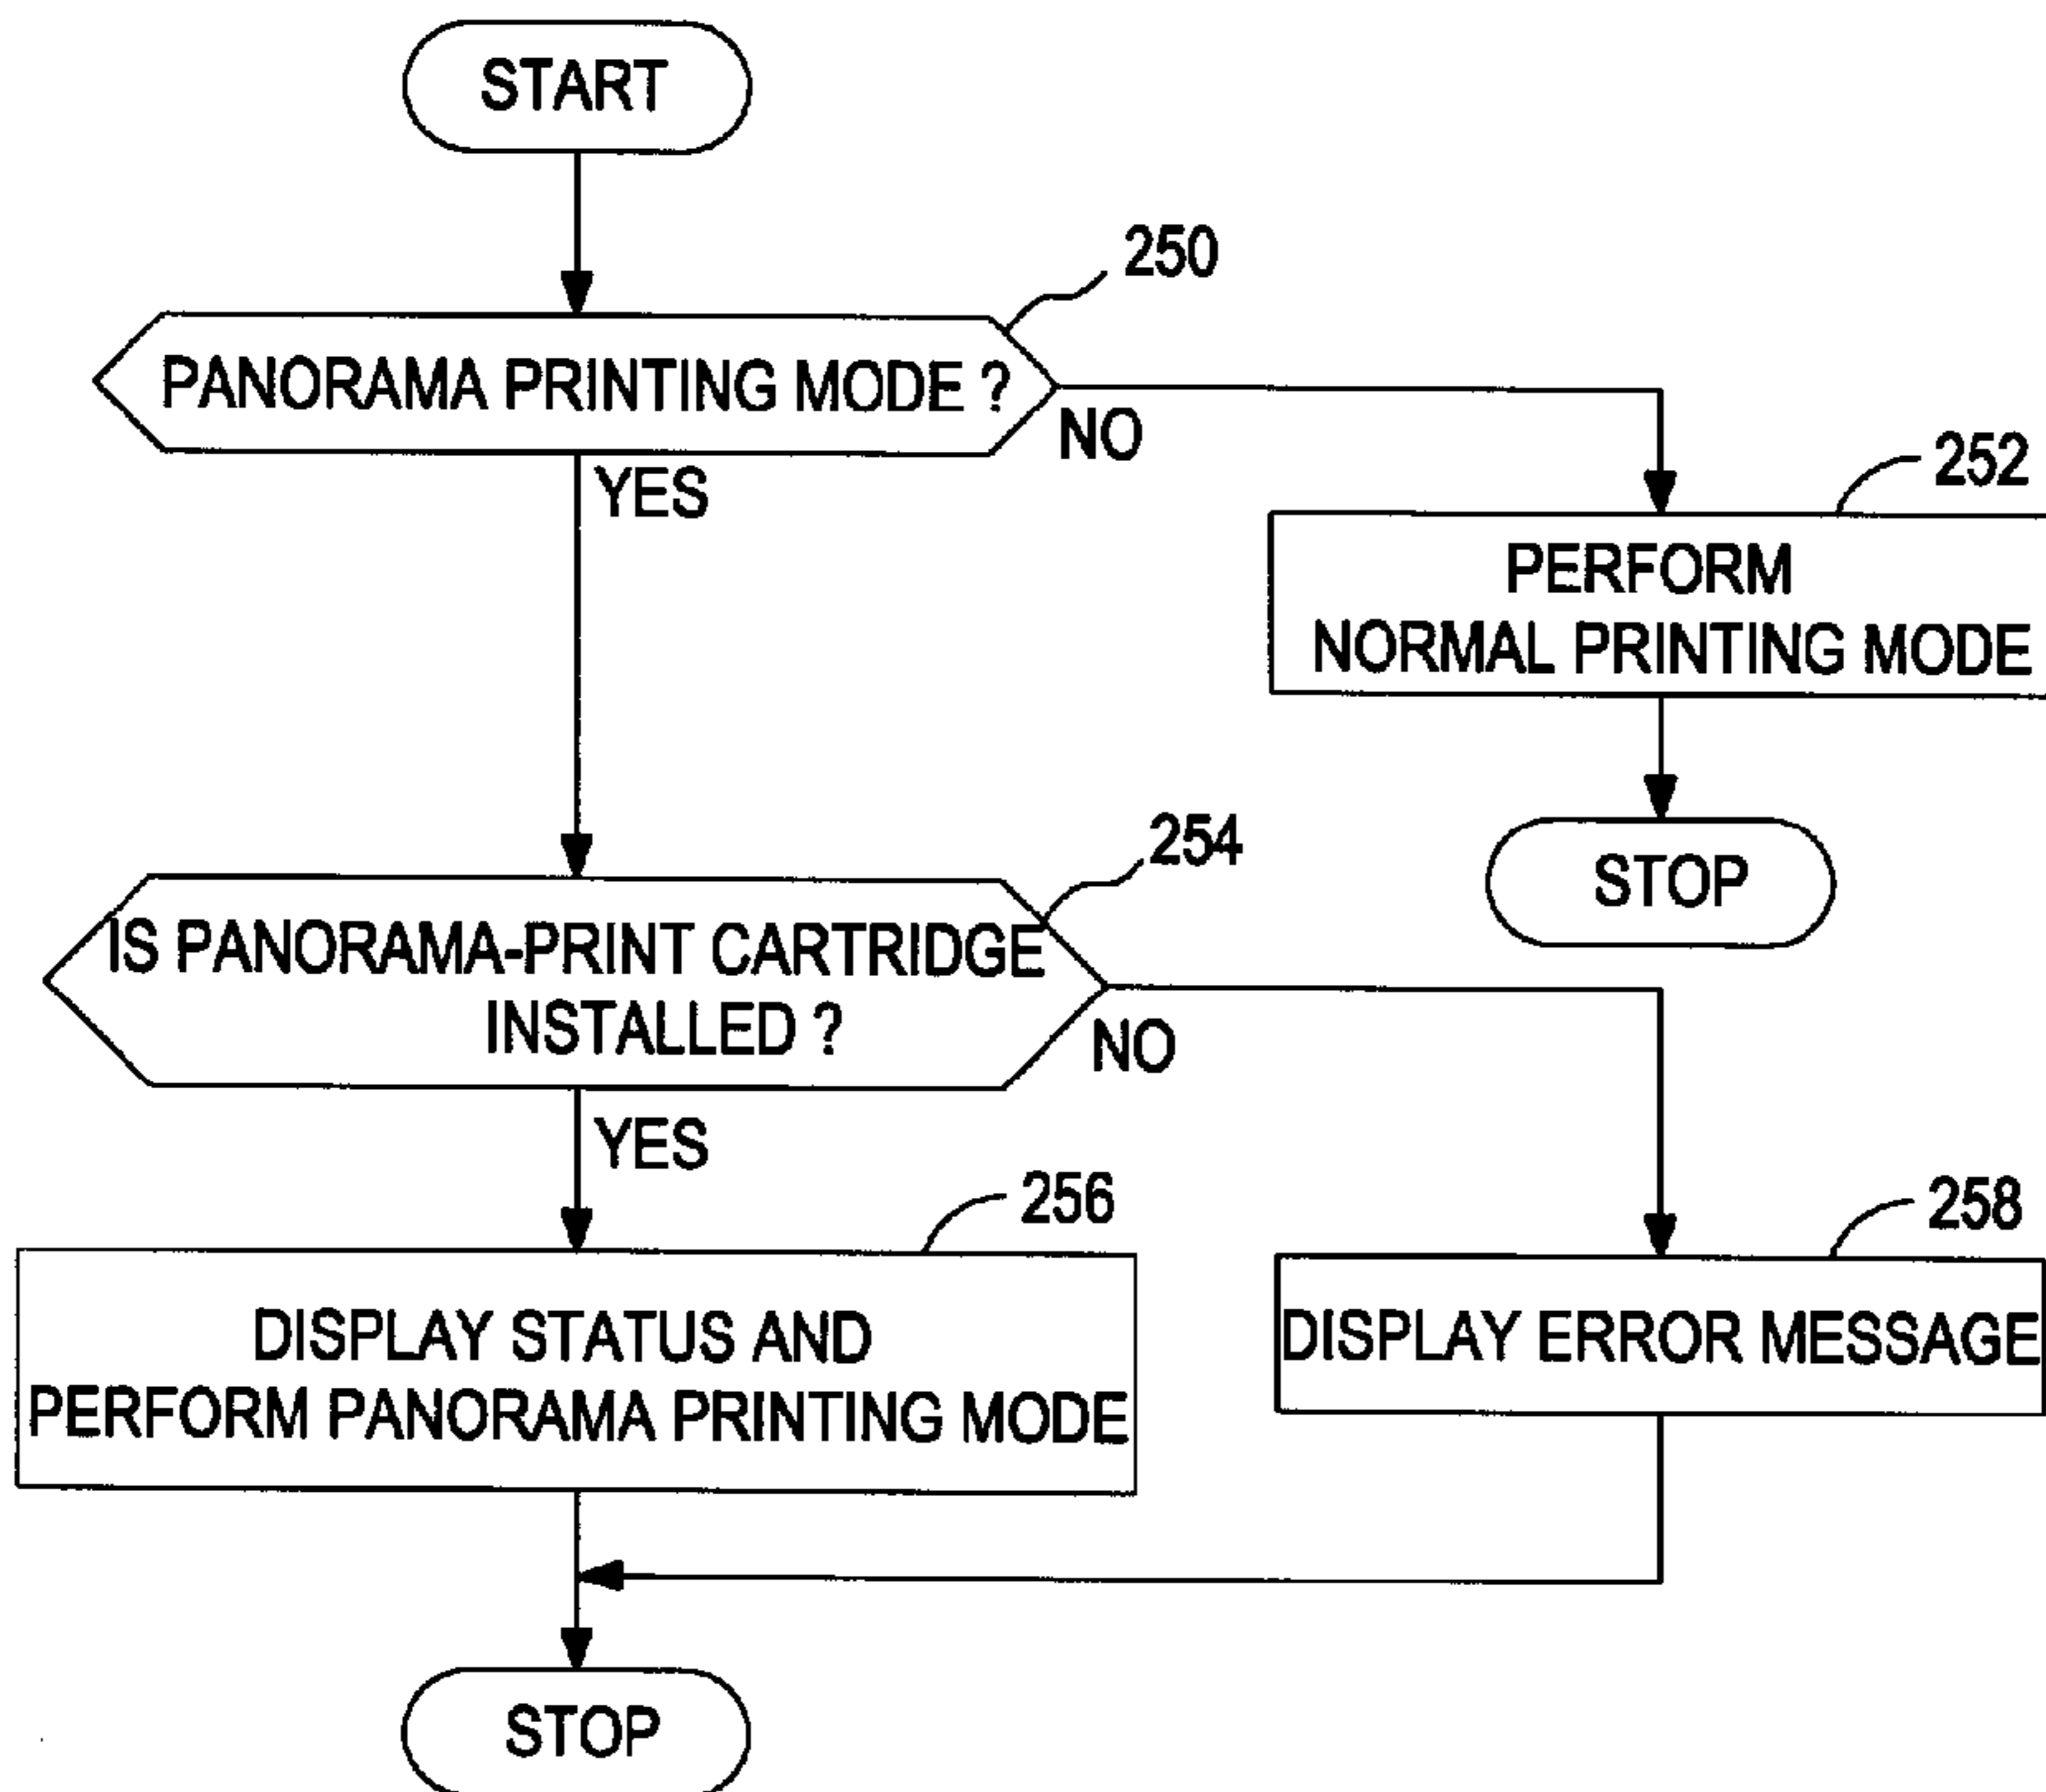 START
250
PANORAMA PRINTING MODE ?
NO
YES
252
PERFORM
NORMAL PRINTING MODE
STOP
254
IS PANORAMA-PRINT CARTRIDGE
INSTALLED ?
NO
YES
256
258
DISPLAY STATUS AND
PERFORM PANORAMA PRINTING MODE
DISPLAY ERROR MESSAGE
STOP